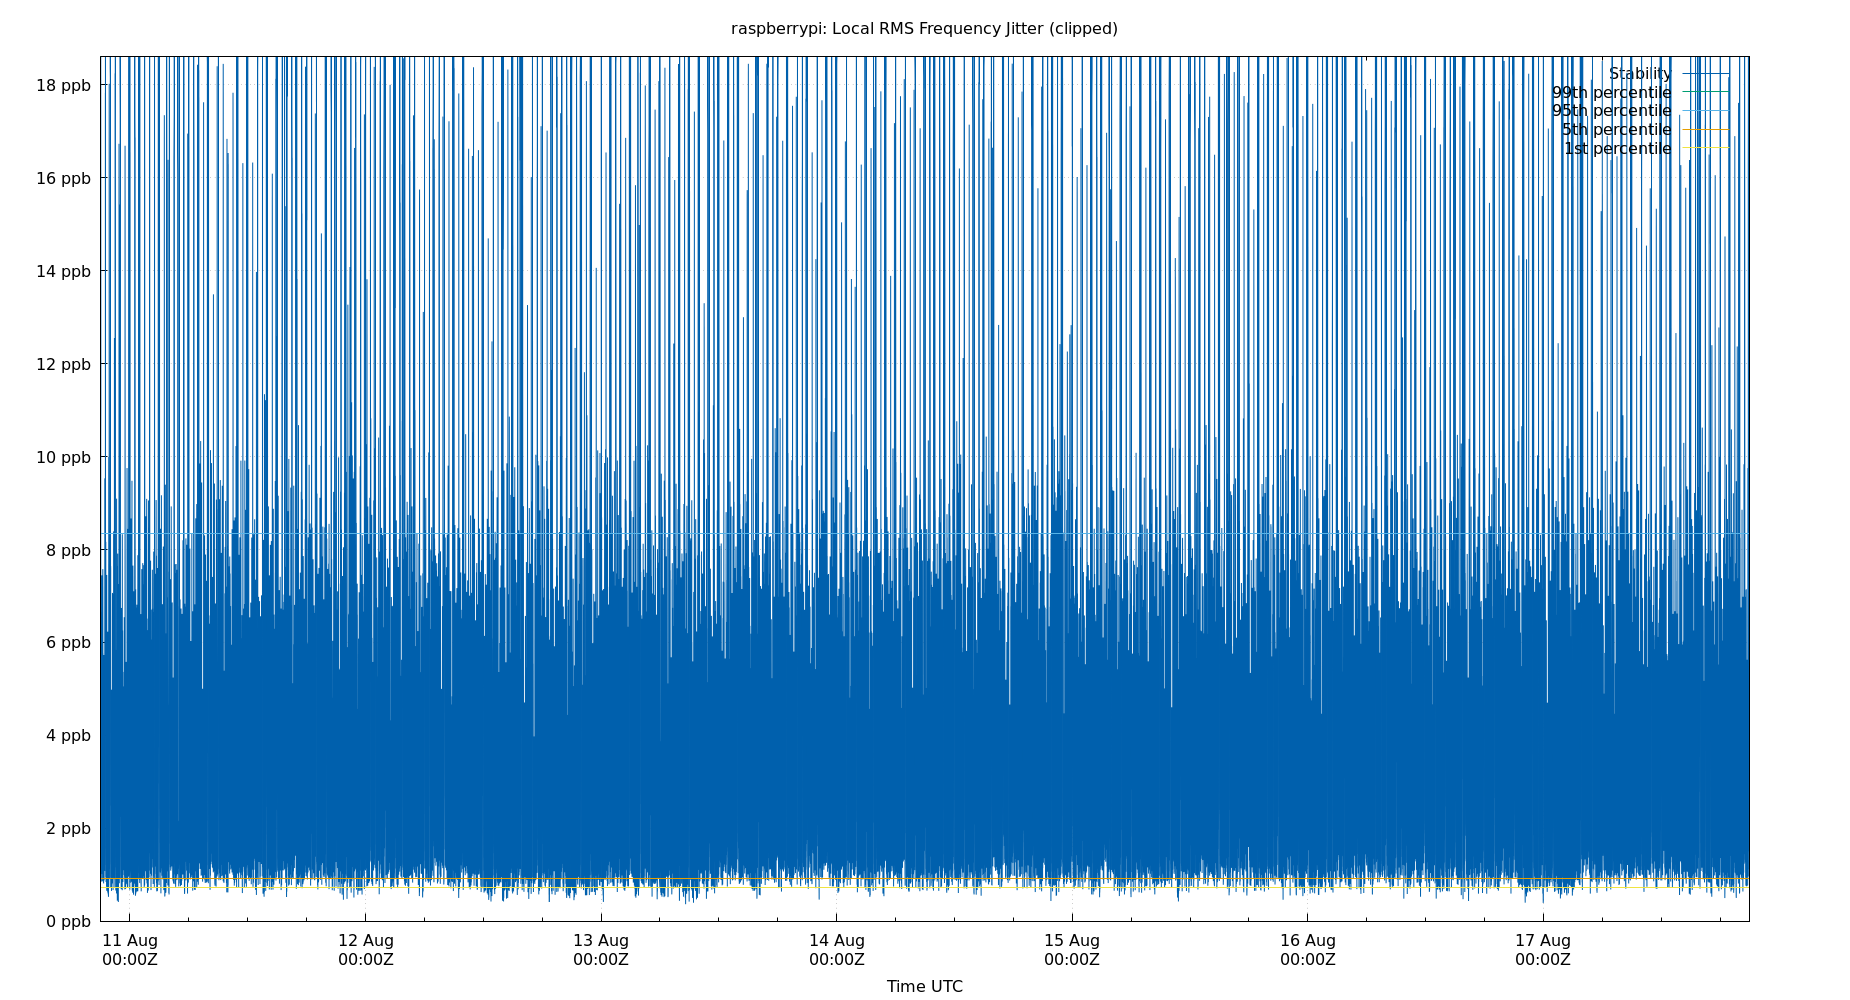 raspberrypi: Local RMS Frequency Jitter (clipped)
18 ppb
16 ppb
14 ppb
12 ppb
10 ppb
8 ppb
6 ppb
4 ppb
2 ppb
0 ppb
Stability
99th percentile
95th percentile
5th percentile
1st percentile
11 Aug 12 Aug 13 Aug 14 Aug 15 Aug 16 Aug 17 Aug
00:00Z 00:00Z 00:00Z 00:00Z 00:00Z 00:00Z 00:00Z
Time UTC